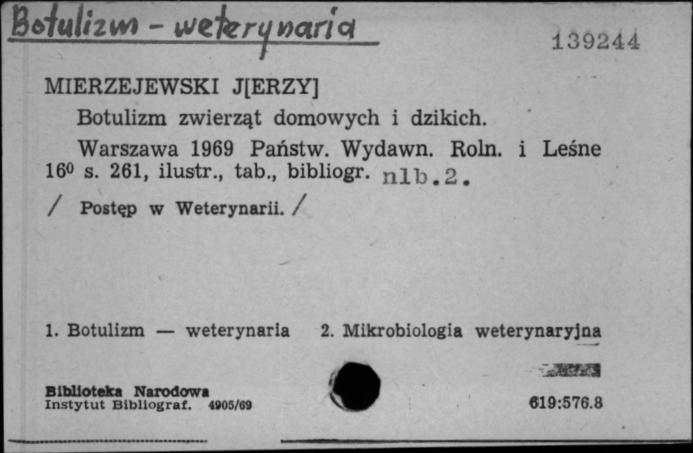 Botulizm - weterynaria
139244
MIERZEJEWSKI J[ERZY]
Botulizm zwierząt domowych i dzikich.
Warszawa 1969 Państw. Wydawn. Roln. i Leśne
16⁰ s. 261, ilustr., tab., bibliogr. nlb.2.
/ Postęp w Weterynarii. /
1. Botulizm — weterynaria 2. Mikrobiologia weterynaryjna
Biblioteka Narodowa
Instytut Bibliograf. 4905/69
619:576.8